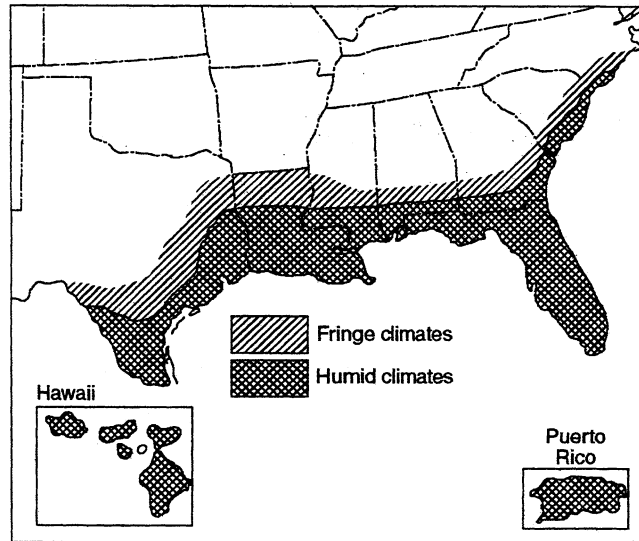 Fringe climates
Humid climates
Hawaii
Puerto
Rico